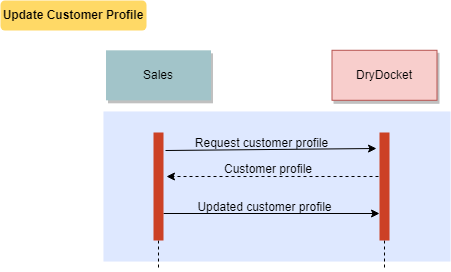 Update Customer Profile
Sales
DryDocket
Request customer profile
Customer profile
Updated customer profile